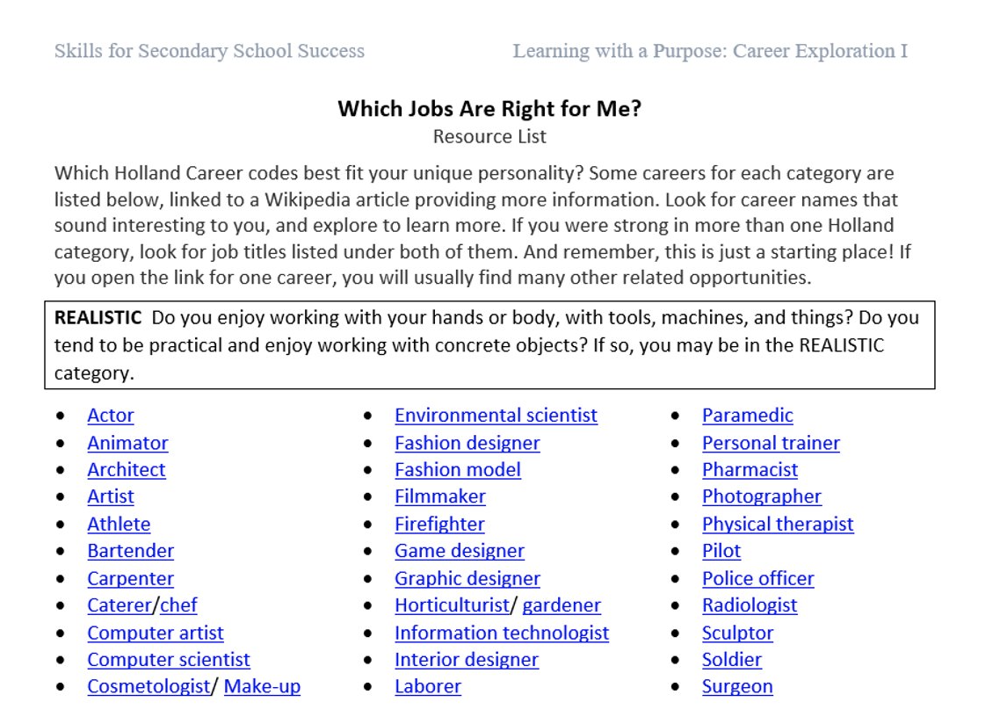 Skills for Secondary School Success
Learning with a Purpose: Career Exploration I
Which Jobs Are Right for Me?
Resource List
Which Holland Career codes best fit your unique personality? Some careers for each category are
listed below, linked to a Wikipedia article providing more information. Look for career names that
sound interesting to you, and explore to learn more. If you were strong in more than one Holland
category, look for job titles listed under both of them. And remember, this is just a starting place! If
you open the link for one career, you will usually find many other related opportunities.
REALISTIC Do you enjoy working with your hands or body, with tools, machines, and things? Do you
tend to be practical and enjoy working with concrete objects? If so, you may be in the REALISTIC
category.
• Actor
• Animator
• Architect
• Artist
• Athlete
• Bartender
• Carpenter
• Caterer/chef
• Computer artist
• Computer scientist
• Cosmetologist/ Make-up
• Environmental scientist
• Fashion designer
• Fashion model
• Filmmaker
• Firefighter
• Game designer
• Graphic designer
• Horticulturist/ gardener
• Information technologist
• Interior designer
• Laborer
• Paramedic
• Personal trainer
• Pharmacist
• Photographer
• Physical therapist
• Pilot
• Police officer
• Radiologist
• Sculptor
• Soldier
• Surgeon